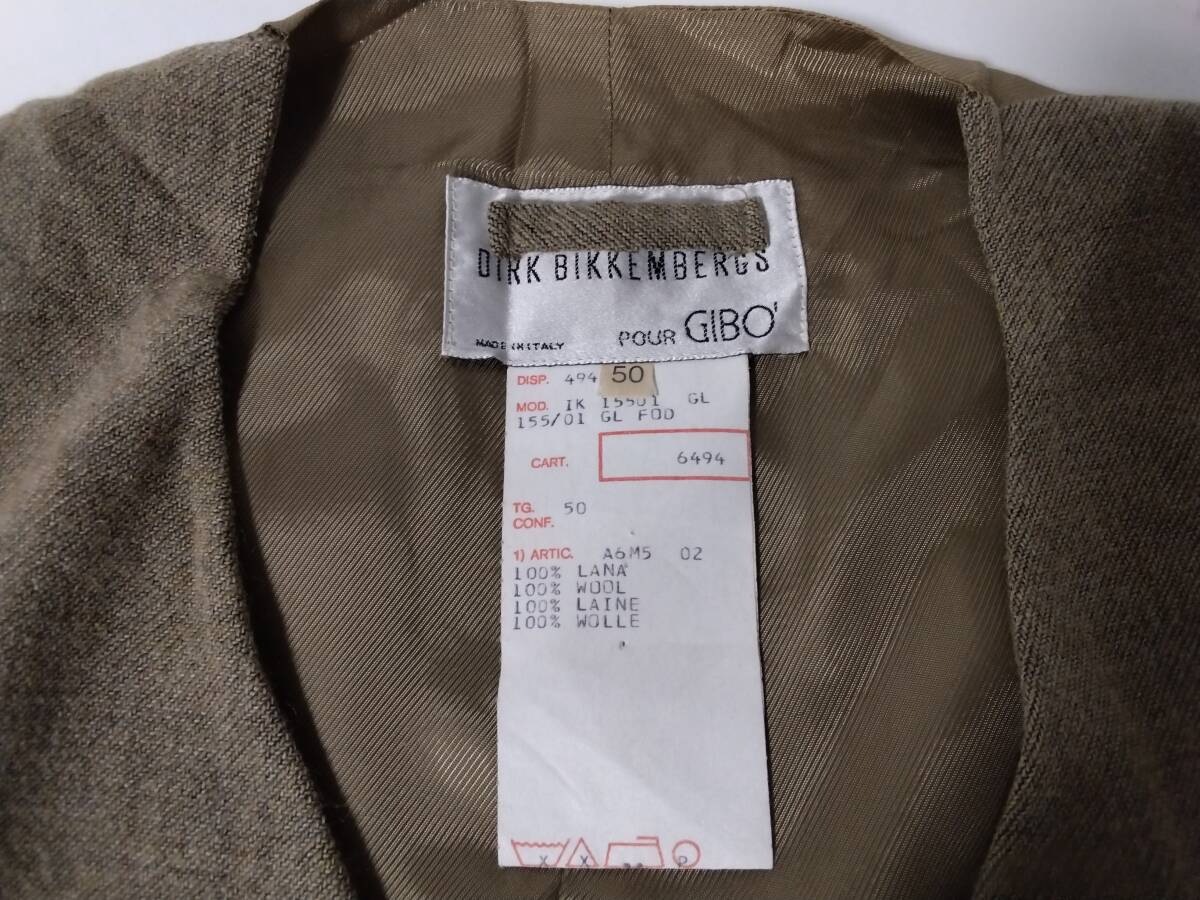 DIRK BIKKEMBERGS
MADE IN ITALY POUR GIBO'
DISP. 494 50
MOD. IK 15501 GL
155/01 GL FOD
CART. 6494
TG. 50
CONF.
1) ARTIC. A6M5 02
100% LANA
100% WOOL
100% LAINE
100% WOLLE
X X .. P